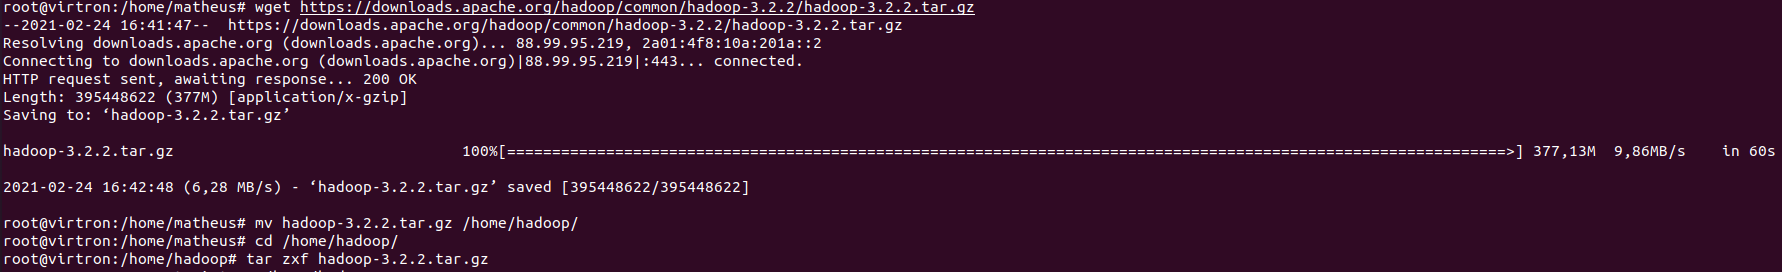 root@virtron:/home/matheus# wget https://downloads.apache.org/hadoop/common/hadoop-3.2.2/hadoop-3.2.2.tar.gz
--2021-02-24 16:41:47--  https://downloads.apache.org/hadoop/common/hadoop-3.2.2/hadoop-3.2.2.tar.gz
Resolving downloads.apache.org (downloads.apache.org)... 88.99.95.219, 2a01:4f8:10a:201a::2
Connecting to downloads.apache.org (downloads.apache.org)|88.99.95.219|:443... connected.
HTTP request sent, awaiting response... 200 OK
Length: 395448622 (377M) [application/x-gzip]
Saving to: ‘hadoop-3.2.2.tar.gz’
hadoop-3.2.2.tar.gz 100%[===============================================================================================================>] 377,13M 9,86MB/s in 60s
2021-02-24 16:42:48 (6,28 MB/s) - ‘hadoop-3.2.2.tar.gz’ saved [395448622/395448622]
root@virtron:/home/matheus# mv hadoop-3.2.2.tar.gz /home/hadoop/
root@virtron:/home/matheus# cd /home/hadoop/
root@virtron:/home/hadoop# tar zxf hadoop-3.2.2.tar.gz